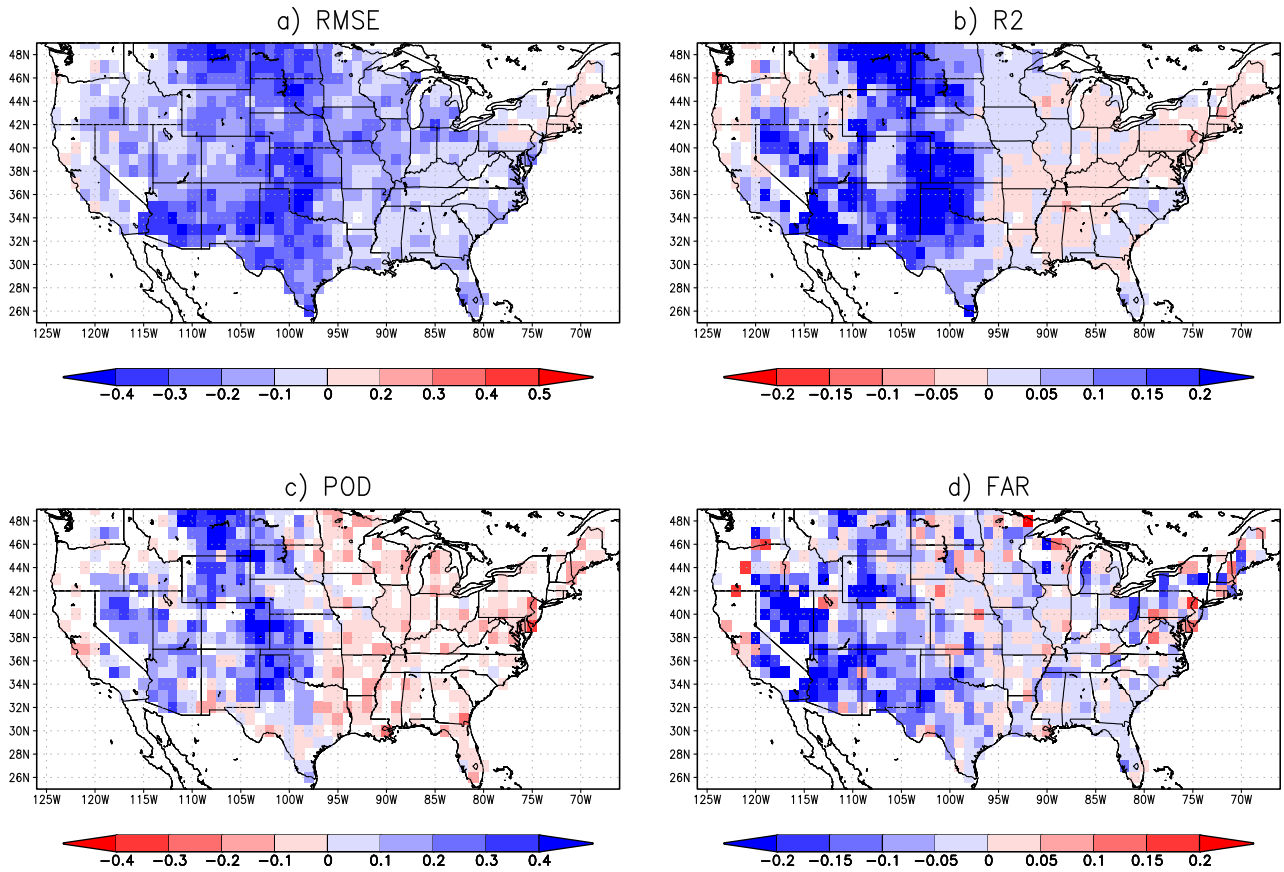 a) RMSE
b) R2
48N
46N
44N
42N
40N
38N
36N
34N
32N
30N
28N
26N
125W 120W 115W 110W 105W 100W 95W 90W 85W 80W 75W 70W
48N
46N
44N
42N
40N
38N
36N
34N
32N
30N
28N
26N
125W 120W 115W 110W 105W 100W 95W 90W 85W 80W 75W 70W
−0.4 −0.3 −0.2 −0.1 0 0.2 0.3 0.4 0.5
−0.2 −0.15 −0.1 −0.05 0 0.05 0.1 0.15 0.2
c) POD
d) FAR
48N
46N
44N
42N
40N
38N
36N
34N
32N
30N
28N
26N
125W 120W 115W 110W 105W 100W 95W 90W 85W 80W 75W 70W
48N
46N
44N
42N
40N
38N
36N
34N
32N
30N
28N
26N
125W 120W 115W 110W 105W 100W 95W 90W 85W 80W 75W 70W
−0.4 −0.3 −0.2 −0.1 0 0.1 0.2 0.3 0.4
−0.2 −0.15 −0.1 −0.05 0 0.05 0.1 0.15 0.2